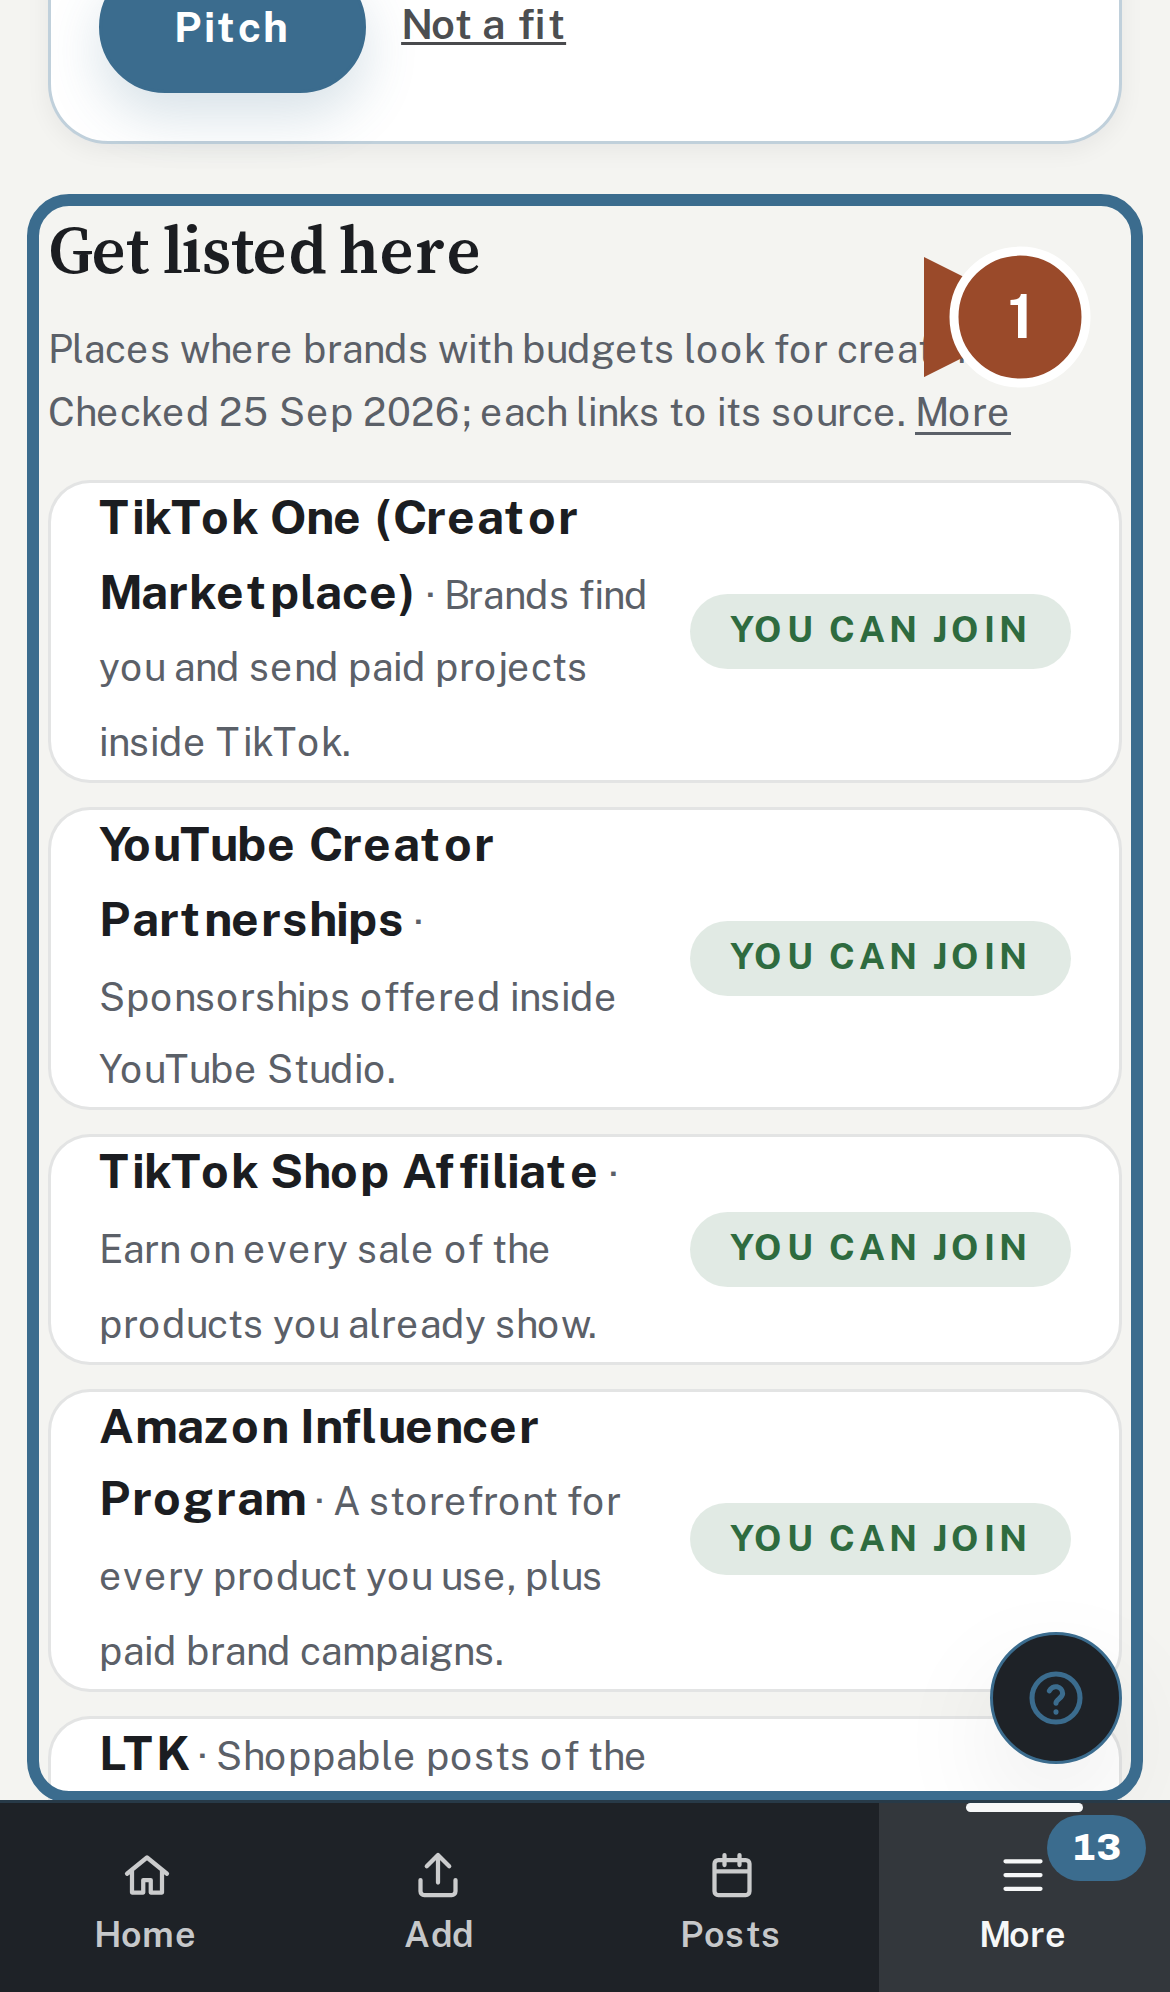 Pitch
Not a fit
Get listed here
1
Places where brands with budgets look for
Checked 25 Sep 2026; each links to its source. More
TikTok One (Creator
Marketplace) · Brands find
you and send paid projects
inside TikTok.
YOU CAN JOIN
YouTube Creator
Partnerships ·
Sponsorships offered inside
YouTube Studio.
YOU CAN JOIN
TikTok Shop Affiliate ·
Earn on every sale of the
products you already show.
YOU CAN JOIN
Amazon Influencer
Program · A storefront for
every product you use, plus
paid brand campaigns.
YOU CAN JOIN
LTK · Shoppable posts of the
Home
Add
Posts
13
More